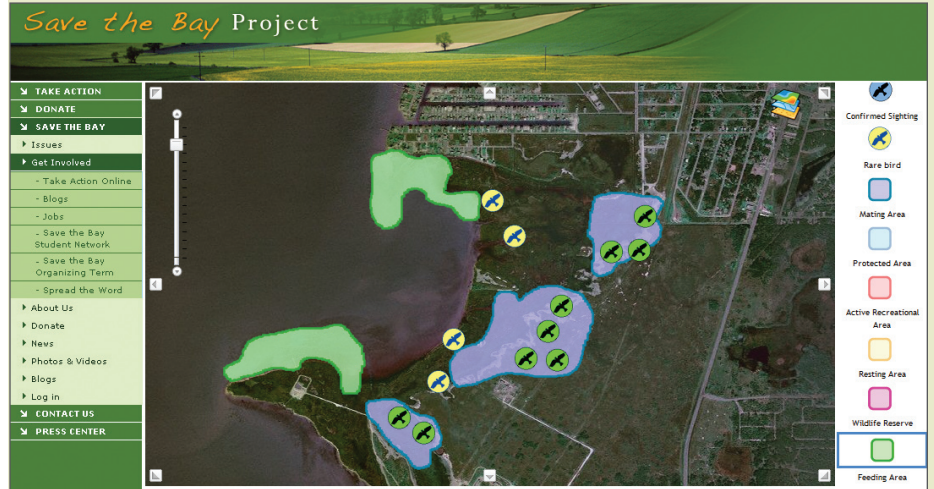 Save the Bay Project
TAKE ACTION
DONATE
SAVE THE BAY
Issues
Get Involved
- Take Action Online
- Blogs
- Jobs
- Save the Bay
Student Network
- Save the Bay
Organizing Term
- Spread the Word
About Us
Donate
News
Photos & Videos
Blogs
Log in
CONTACT US
PRESS CENTER
Confirmed Sighting
Rare bird
Mating Area
Protected Area
Active Recreational
Area
Resting Area
Wildlife Reserve
Feeding Area